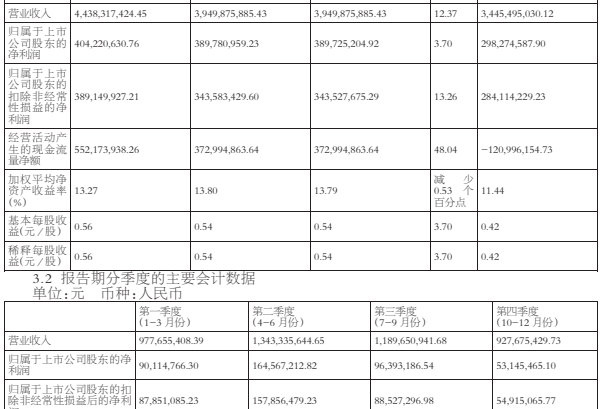 营业收入 4,438,317,424.45 3,949,875,885.43 3,949,875,885.43 12.37 3,445,495,030.12
归属于上市
公司股东的
净利润 404,220,630.76 389,780,959.23 389,725,204.92 3.70 298,274,587.90
归属于上市
公司股东的
扣除非经常
性损益的净
利润 389,149,927.21 343,583,429.60 343,527,675.29 13.26 284,114,229.23
经营活动产
生的现金流
量净额 552,173,938.26 372,994,863.64 372,994,863.64 48.04 -120,996,154.73
加权平均净
资产收益率
(%) 13.27 13.80 13.79 减少
0.53个
百分点 11.44
基本每股收
益(元/股) 0.56 0.54 0.54 3.70 0.42
稀释每股收
益(元/股) 0.56 0.54 0.54 3.70 0.42
3.2 报告期分季度的主要会计数据
单位:元 币种:人民币
第一季度
(1-3 月份) 第二季度
(4-6 月份) 第三季度
(7-9 月份) 第四季度
(10-12 月份)
营业收入 977,655,408.39 1,343,335,644.65 1,189,650,941.68 927,675,429.73
归属于上市公司股东的净
利润 90,114,766.30 164,567,212.82 96,393,186.54 53,145,465.10
归属于上市公司股东的扣
除非经常性损益后的净利 87,851,085.23 157,856,479.23 88,527,296.98 54,915,065.77